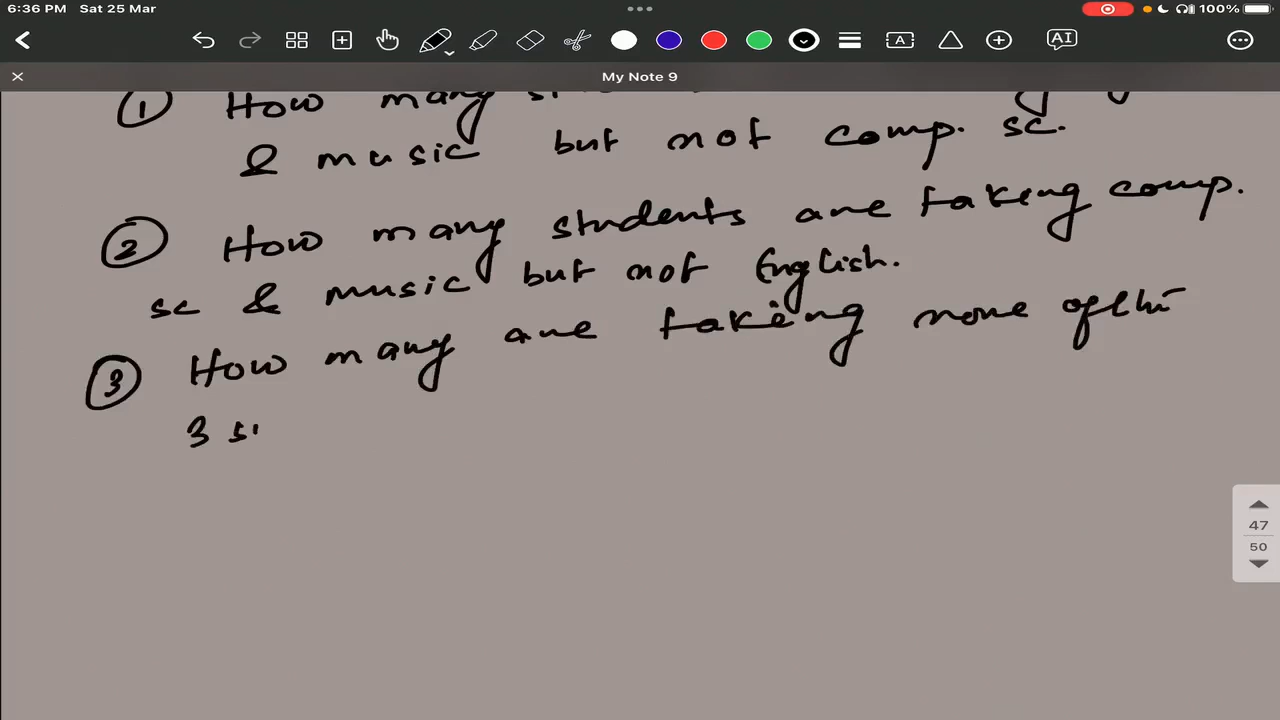 6:36 PM Sat 25 Mar
100%
AI
My Note 9
① How many
& music but not comp. sc.
② How many students are taking comp.
sc & music but not English.
③ How many are taking none of the
3
47
50